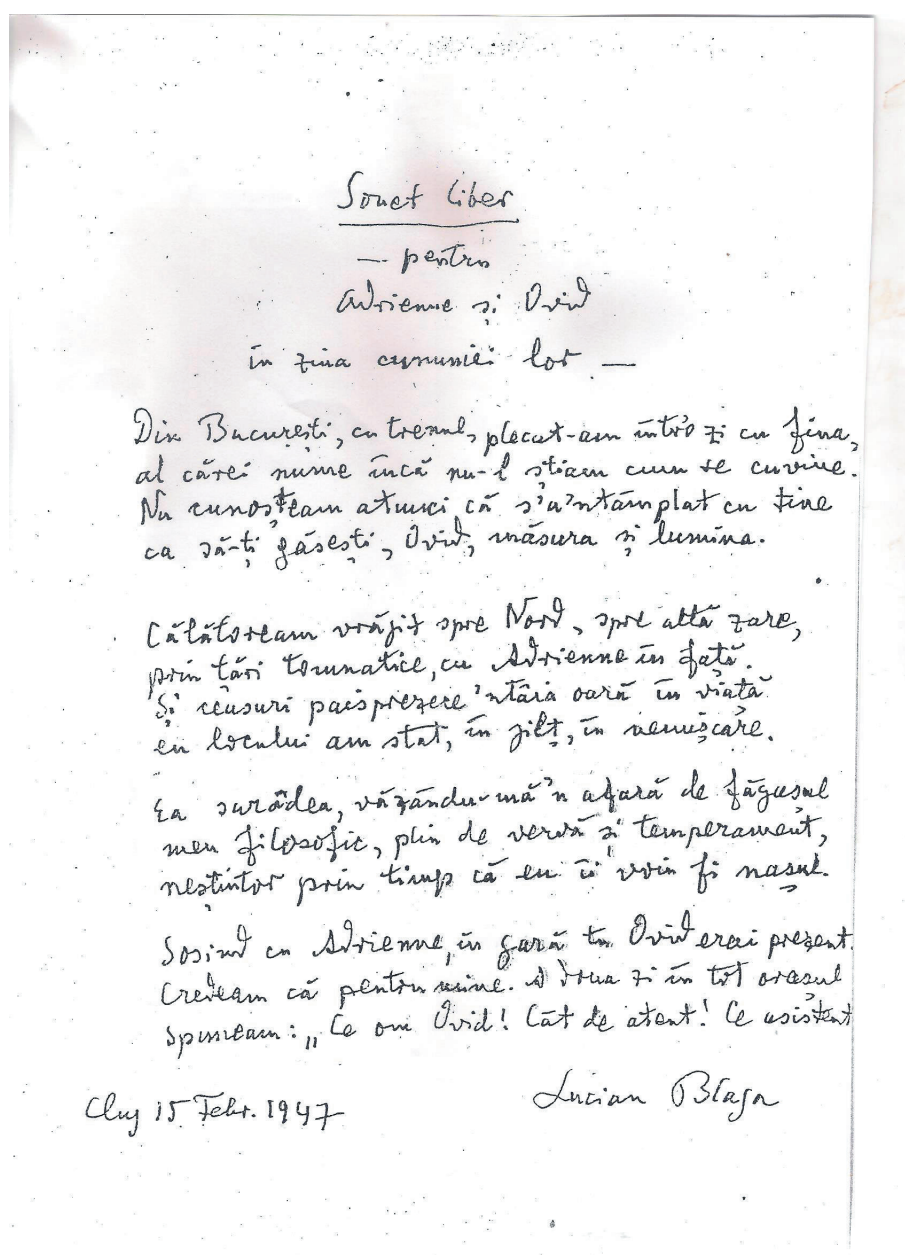 Sonet liber
— pentru
Adrienne și Ovid
în ziua cununiei lor —
Din București, cu trenul, plecat-am într'o zi cu fina,
al cărei nume încă nu-l știam cum se cuvine.
Nu cunoșteam atunci că s'a'ntâmplat cu tine
ca să-ți găsești, Ovid, măsura și lumina.
Călătoream vrăjit spre Nord, spre altă zare,
prin țări tomnatice, cu Adrienne în față.
Și ceasuri paisprezece 'ntâia oară în viață
eu locului am stat, în jilț, în nemișcare.
Ea surâdea, văzându-mă 'n afară de făgașul
meu filosofic, plin de vervă și temperament,
neștiutor prin timp că eu îi voiu fi nașul.
Sosind cu Adrienne, în gară tu Ovid erai prezent.
Credeam că pentru mine. A doua zi în tot orașul
spuneam: „Ce om Ovid! Cât de atent! Ce asistent
Cluj 15 Febr. 1947
Lucian Blaga